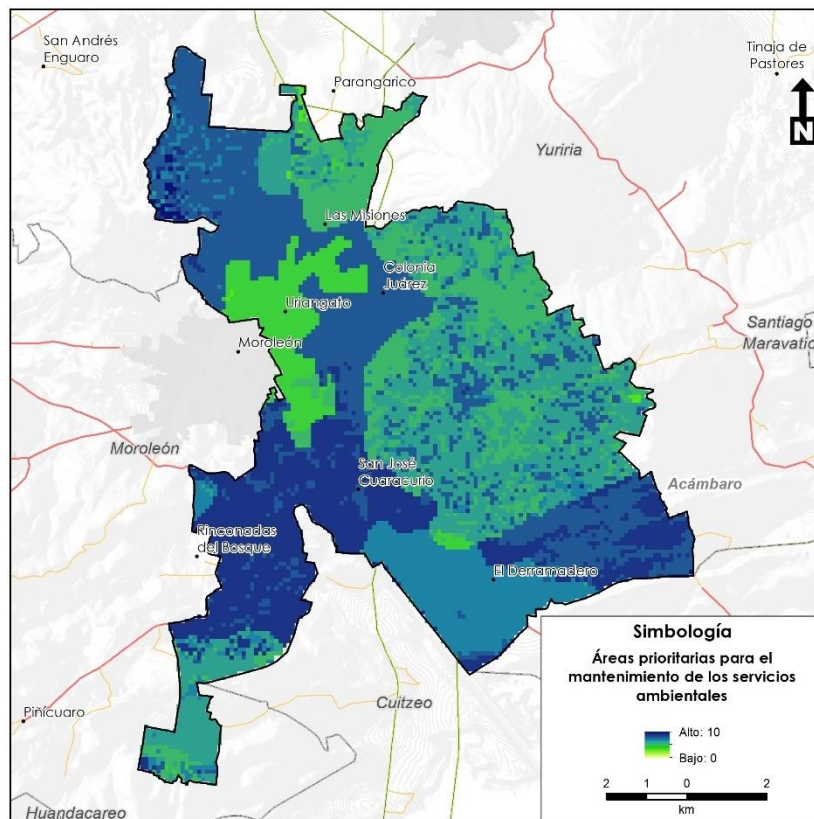 San Andrés
Enguaro
Parangarico
Tinaja de
Pastores
N
Yuriria
Las Misiones
Colonia
Juárez
Uriangato
Moroleón
Santiago
Maravatío
Moroleón
San José
Cuaracurio
Acámbaro
Rinconadas
del Bosque
El Derramadero
Piñícuaro
Cuitzeo
Huandacareo
Simbología
Áreas prioritarias para el
mantenimiento de los servicios
ambientales
Alto: 10
Bajo: 0
2 1 0 2
km